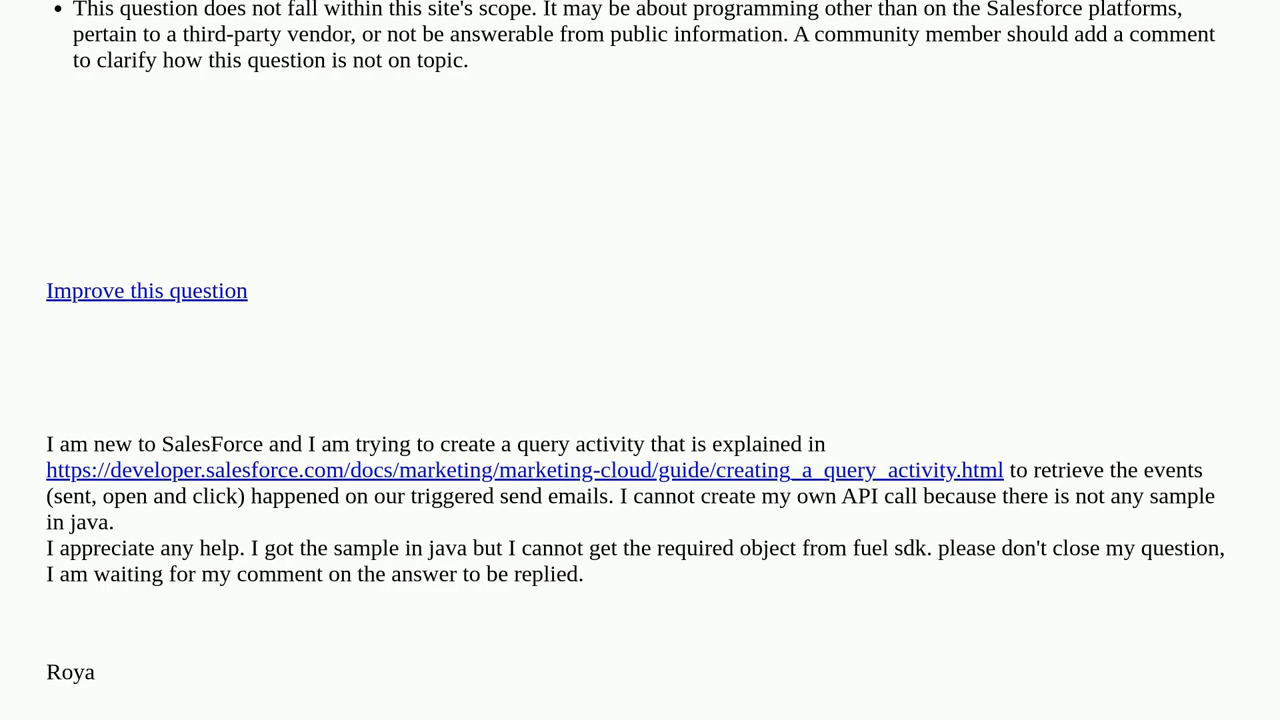 This question does not fall within this site's scope. It may be about programming other than on the Salesforce platforms,
pertain to a third-party vendor, or not be answerable from public information. A community member should add a comment
to clarify how this question is not on topic.
Improve this question
I am new to SalesForce and I am trying to create a query activity that is explained in
https://developer.salesforce.com/docs/marketing/marketing-cloud/guide/creating_a_query_activity.html to retrieve the events
(sent, open and click) happened on our triggered send emails. I cannot create my own API call because there is not any sample
in java.
I appreciate any help. I got the sample in java but I cannot get the required object from fuel sdk. please don't close my question,
I am waiting for my comment on the answer to be replied.
Roya